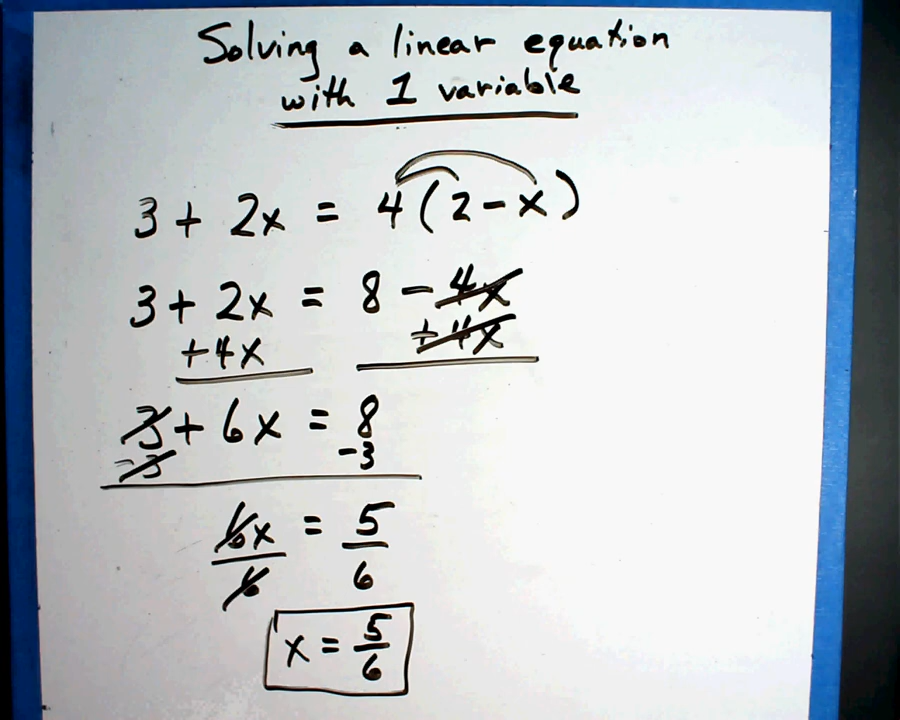 Solving a linear equation
with 1 variable
3 + 2x = 4(2-x)
3 + 2x = 8 - 4x
+4x +4x
3 + 6x = 8
-3 -3
6x = 5
6 6
x = 5/6